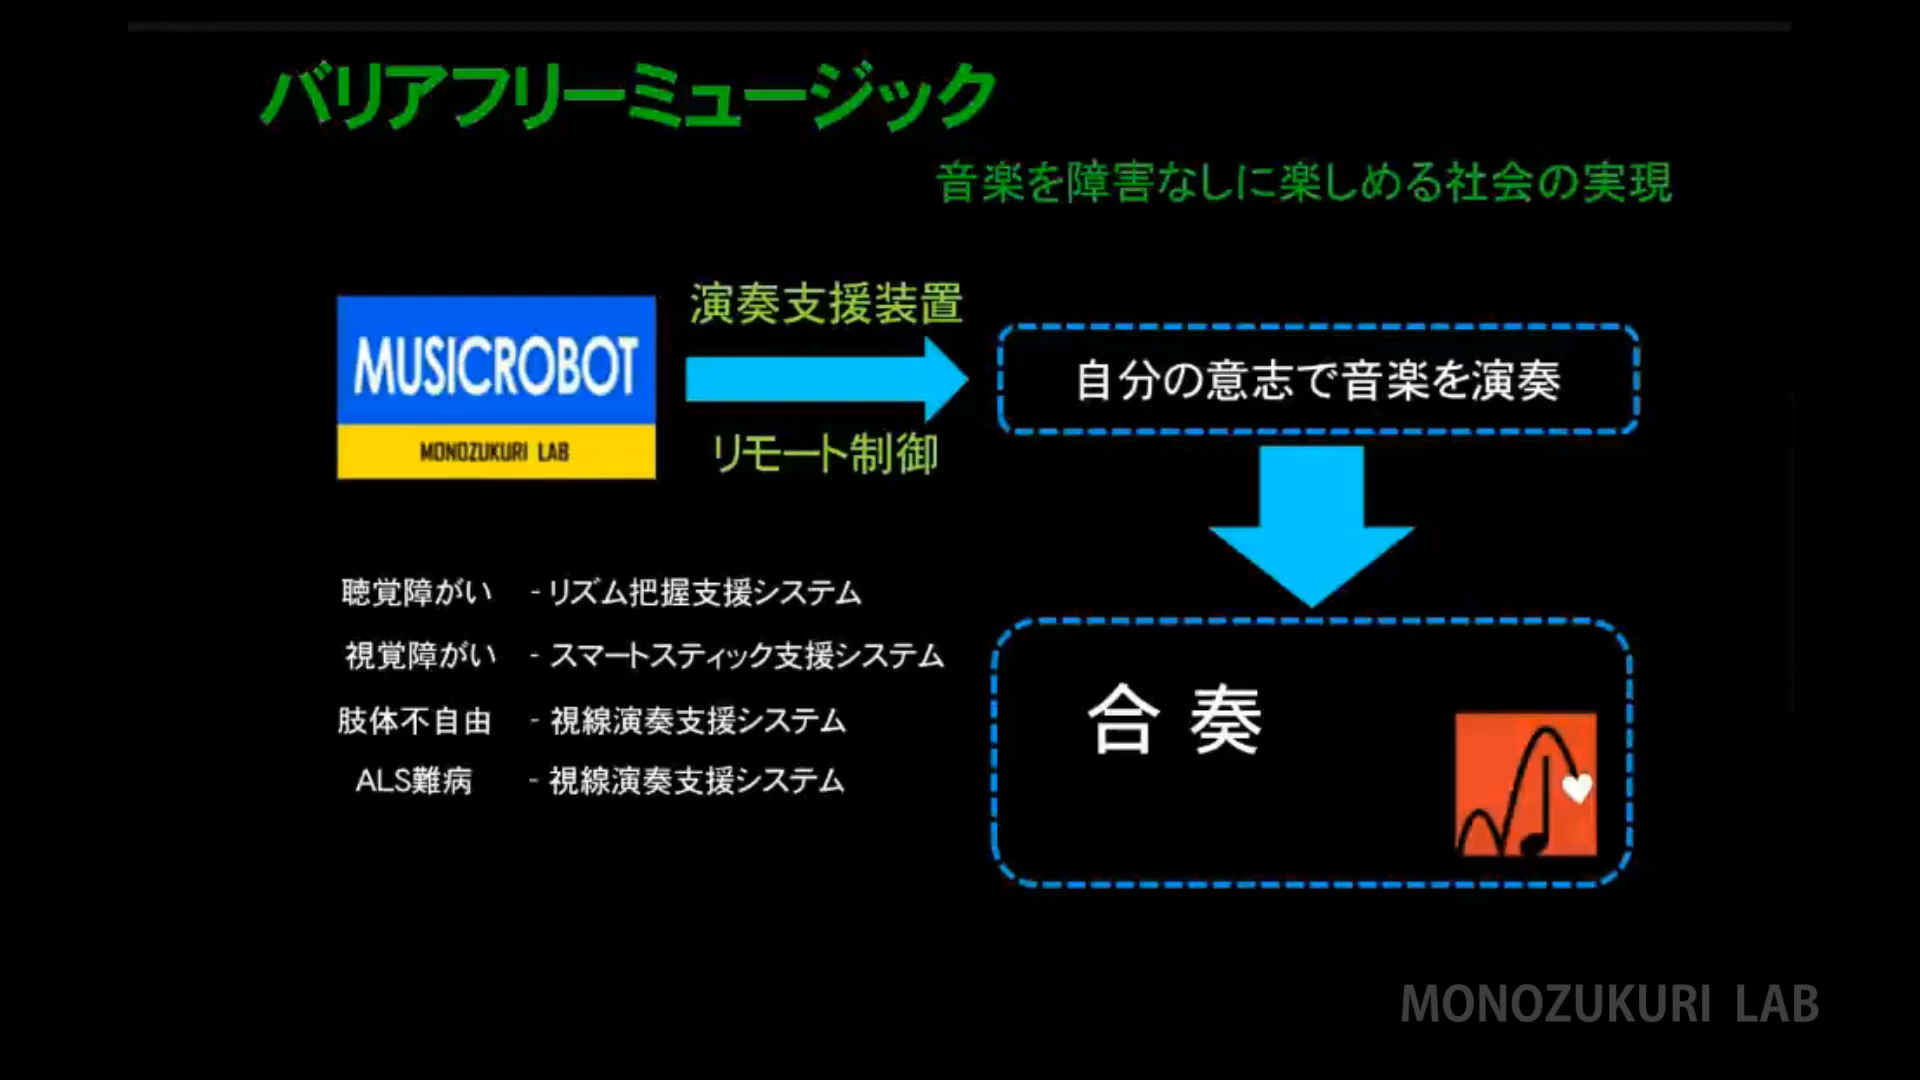 バリアフリーミュージック
音楽を障害なしに楽しめる社会の実現
演奏支援装置
MUSICROBOT
MONOZUKURI LAB
リモート制御
自分の意志で音楽を演奏
聴覚障がい - リズム把握支援システム
視覚障がい - スマートスティック支援システム
肢体不自由 - 視線演奏支援システム
ALS難病 - 視線演奏支援システム
合奏
MONOZUKURI LAB